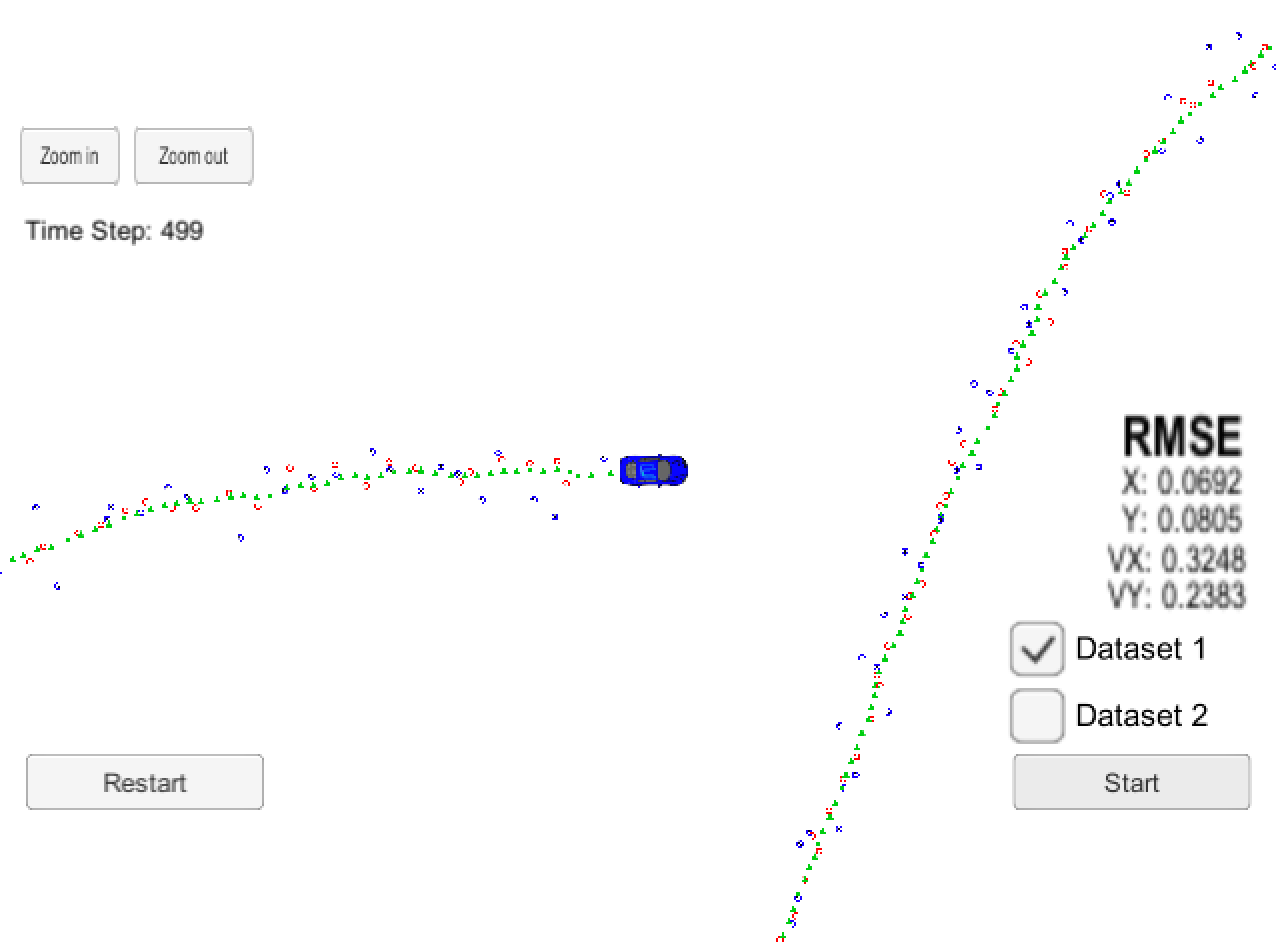 Zoom in
Zoom out
Time Step: 499
RMSE
X: 0.0692
Y: 0.0805
VX: 0.3248
VY: 0.2383
Dataset 1
Dataset 2
Restart
Start